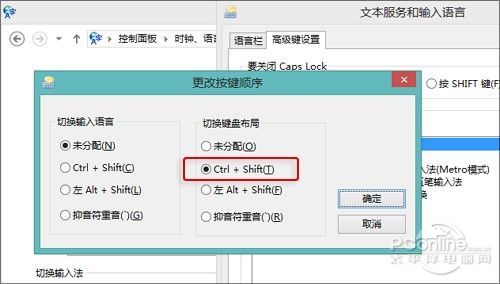 文本服务和输入语言
控制面板 ▸ 时钟、语言
语言栏 高级键设置
要关闭 Caps Lock
按 SHIFT 键(F)
更改按键顺序
切换输入语言
未分配(N)
Ctrl + Shift(C)
左 Alt + Shift(L)
抑音符重音(`)(G)
切换键盘布局
未分配(O)
Ctrl + Shift(T)
左 Alt + Shift(F)
抑音符重音(`)(R)
确定
取消
入法(Metro模式)
笔输入法
换
切换输入法
PConline.com.cn
太平洋电脑网